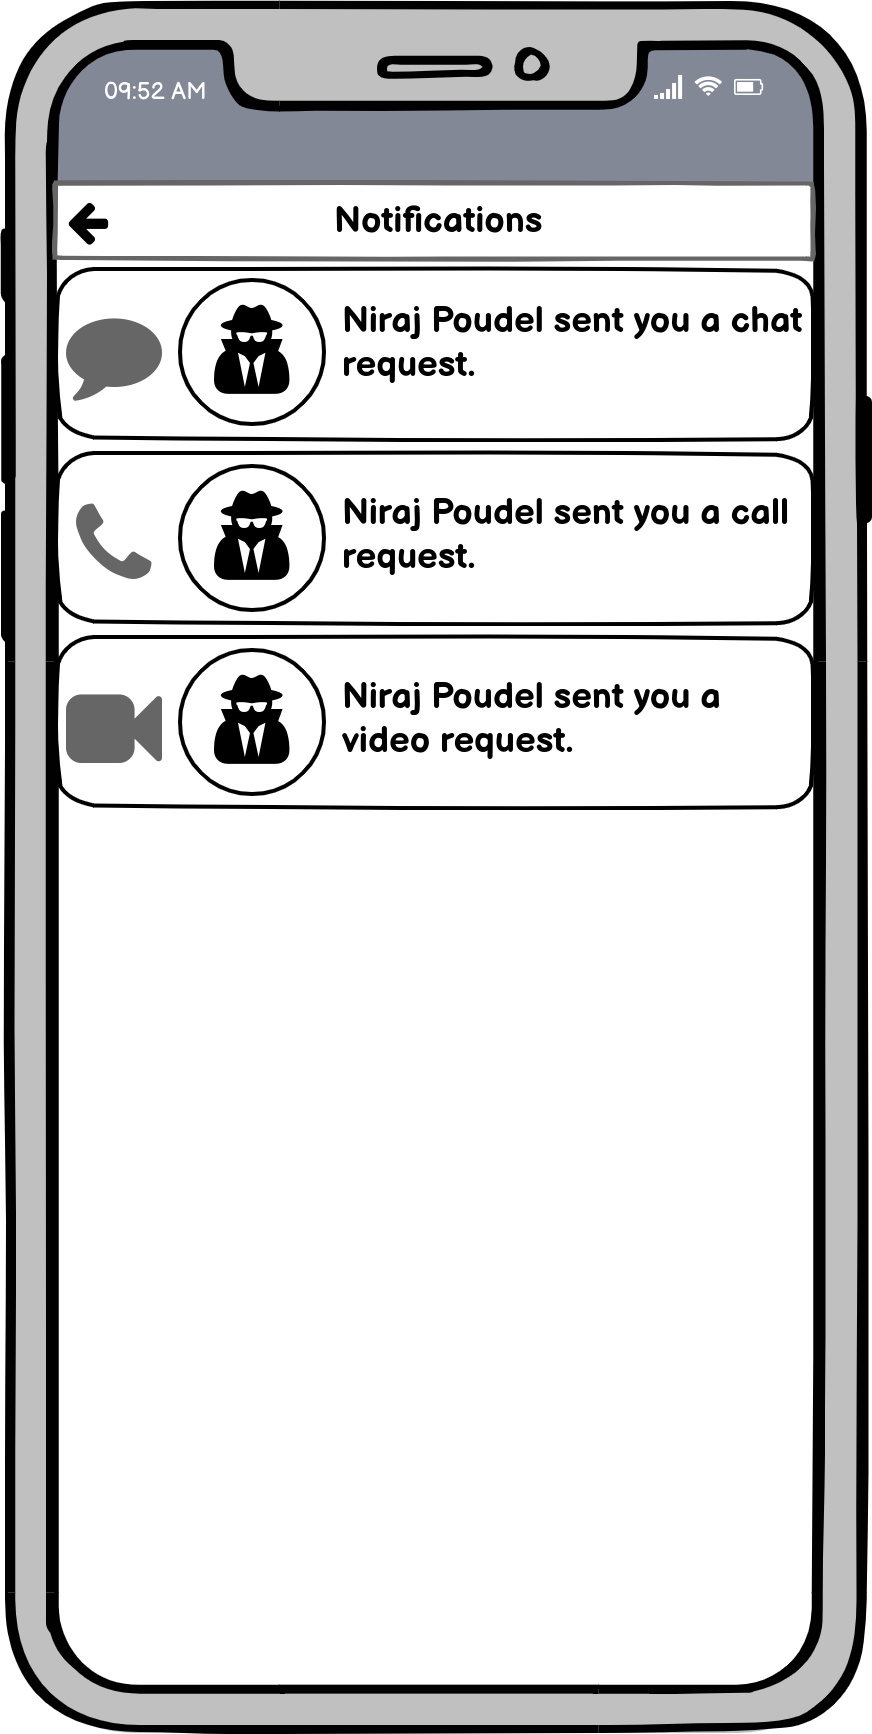 09:52 AM
Notifications
Niraj Poudel sent you a chat
request.
Niraj Poudel sent you a call
request.
Niraj Poudel sent you a
video request.